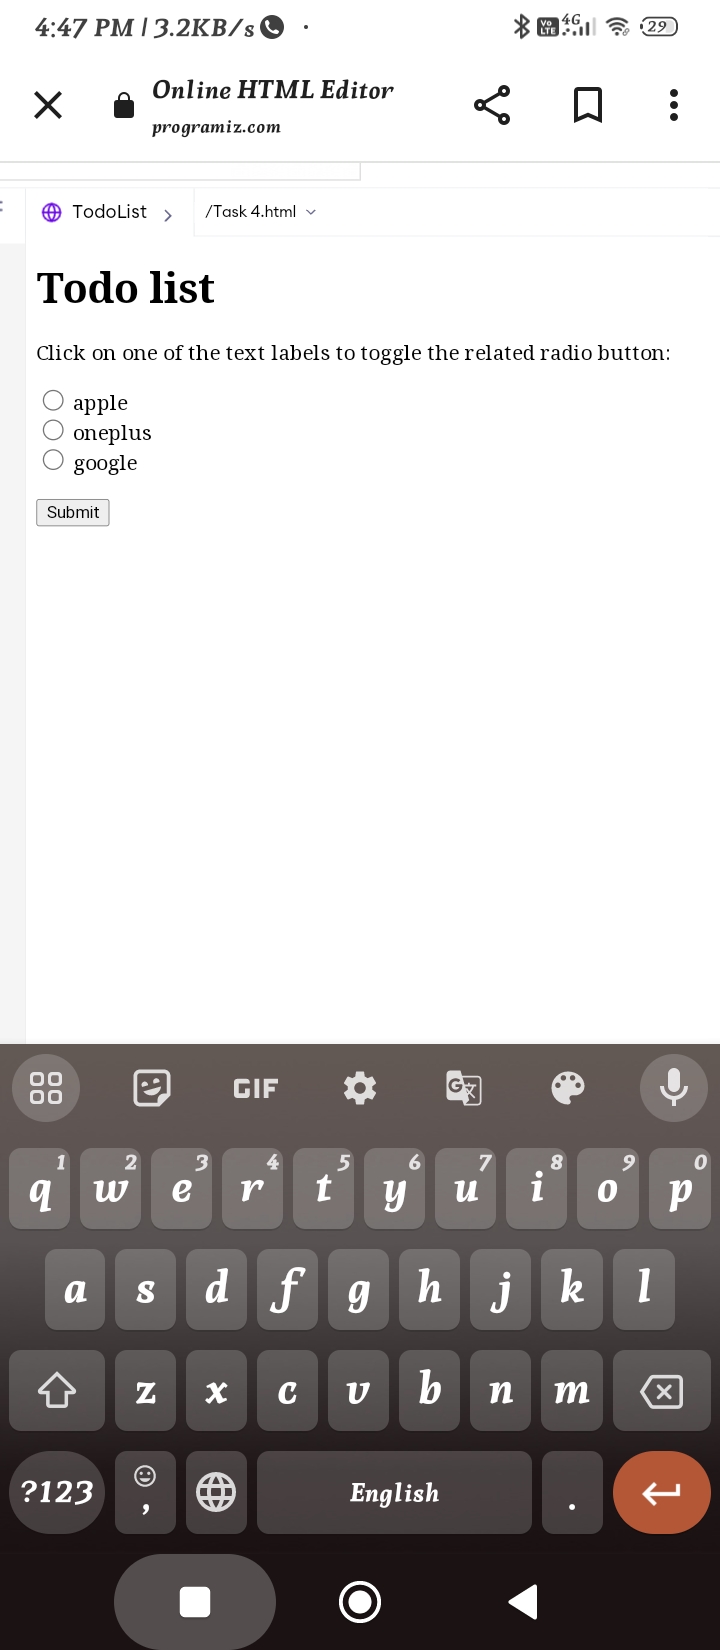 4:47 PM | 3.2KB/s
Vo LTE 4G 29
Online HTML Editor
programiz.com
TodoList
/Task 4.html
Todo list
Click on one of the text labels to toggle the related radio button:
apple
oneplus
google
Submit
GIF
G
1 2 3 4 5 6 7 8 9 0
q w e r t y u i o p
a s d f g h j k l
z x c v b n m
?123 , English .